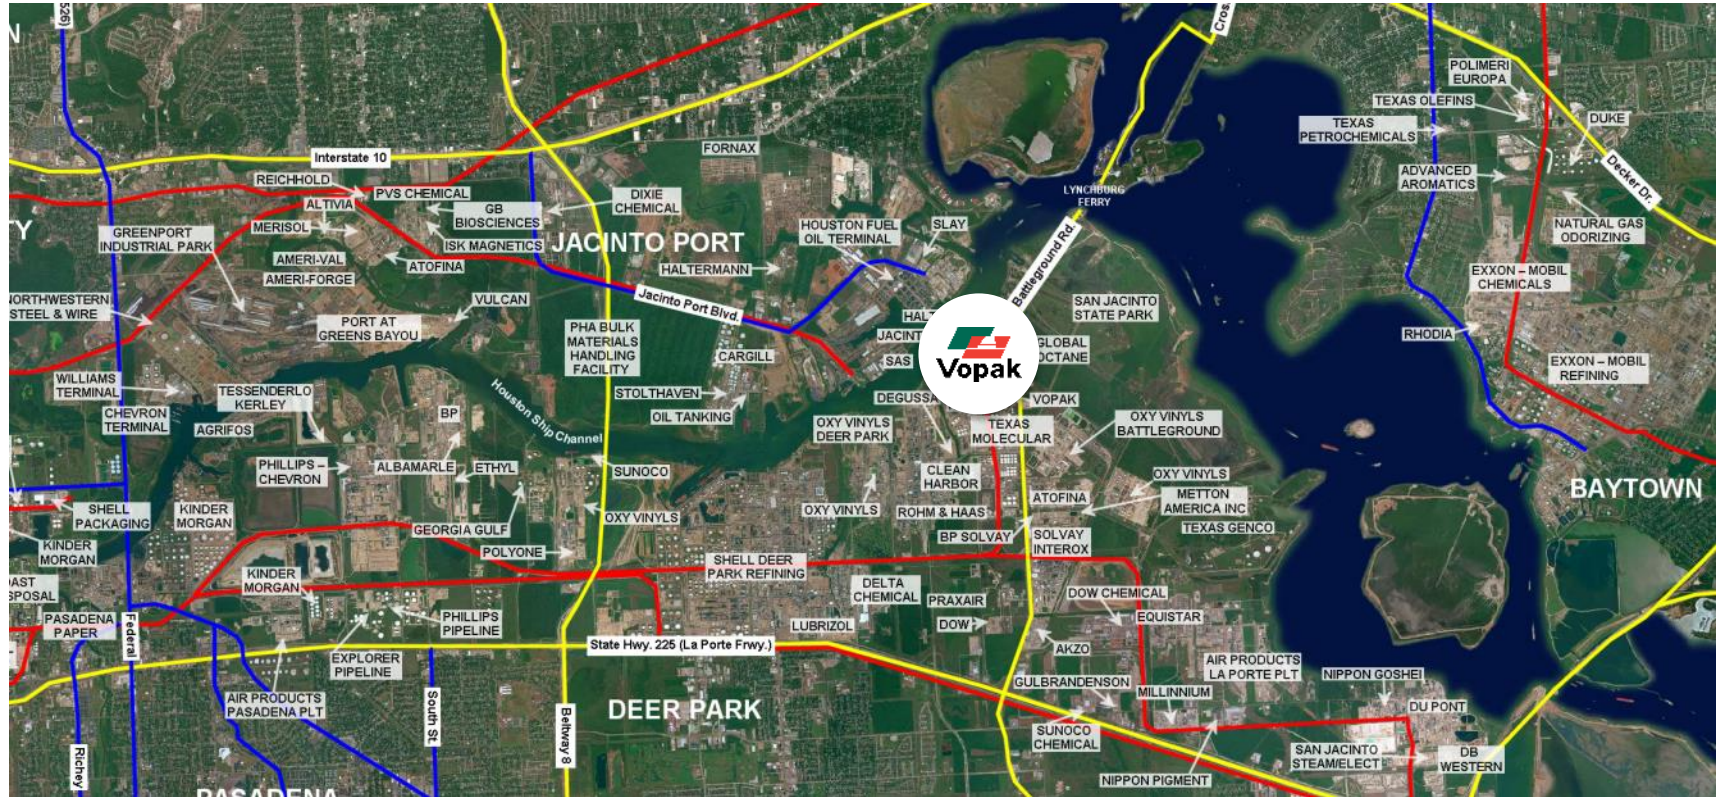 526)
Cros
N
POLIMERI
EUROPA
TEXAS OLEFINS
TEXAS
PETROCHEMICALS
DUKE
Interstate 10
FORNAX
Decker Dr.
ADVANCED
AROMATICS
REICHHOLD
PVS CHEMICAL
ALTIVIA
GB
BIOSCIENCES
DIXIE
CHEMICAL
LYNCHBURG
FERRY
TY
GREENPORT
INDUSTRIAL PARK
MERISOL
ISK MAGNETICS
JACINTO PORT
HOUSTON FUEL
OIL TERMINAL
SLAY
Battleground Rd.
NATURAL GAS
ODORIZING
AMERI-VAL
AMERI-FORGE
ATOFINA
HALTERMANN
EXXON – MOBIL
CHEMICALS
NORTHWESTERN
STEEL & WIRE
VULCAN
Jacinto Port Blvd.
SAN JACINTO
STATE PARK
PORT AT
GREENS BAYOU
PHA BULK
MATERIALS
HANDLING
FACILITY
HALT
JACINT
GLOBAL
OCTANE
RHODIA
CARGILL
SAS
Vopak
EXXON – MOBIL
REFINING
WILLIAMS
TERMINAL
TESSENDERLO
KERLEY
STOLTHAVEN
DEGUSSA
VOPAK
CHEVRON
TERMINAL
AGRIFOS
BP
Houston Ship Channel
OIL TANKING
OXY VINYLS
DEER PARK
TEXAS
MOLECULAR
OXY VINYLS
BATTLEGROUND
PHILLIPS –
CHEVRON
ALBAMARLE
ETHYL
SUNOCO
CLEAN
HARBOR
OXY VINYLS
BAYTOWN
SHELL
PACKAGING
KINDER
MORGAN
GEORGIA GULF
OXY VINYLS
OXY VINYLS
ROHM & HAAS
ATOFINA
METTON
AMERICA INC
TEXAS GENCO
KINDER
MORGAN
POLYONE
BP SOLVAY
SOLVAY
INTEROX
SHELL DEER
PARK REFINING
KINDER
MORGAN
DELTA
CHEMICAL
PRAXAIR
DOW CHEMICAL
OAST
SPOSAL
PASADENA
PAPER
Federal
PHILLIPS
PIPELINE
LUBRIZOL
DOW
EQUISTAR
State Hwy. 225 (La Porte Frwy.)
AKZO
EXPLORER
PIPELINE
AIR PRODUCTS
LA PORTE PLT
NIPPON GOSHEI
GULBRANDENSON
MILLINNIUM
AIR PRODUCTS
PASADENA PLT
South St.
DEER PARK
Beltway 8
DU PONT
SUNOCO
CHEMICAL
Richey
SAN JACINTO
STEAM/ELECT
DB
WESTERN
NIPPON PIGMENT
PASADENA